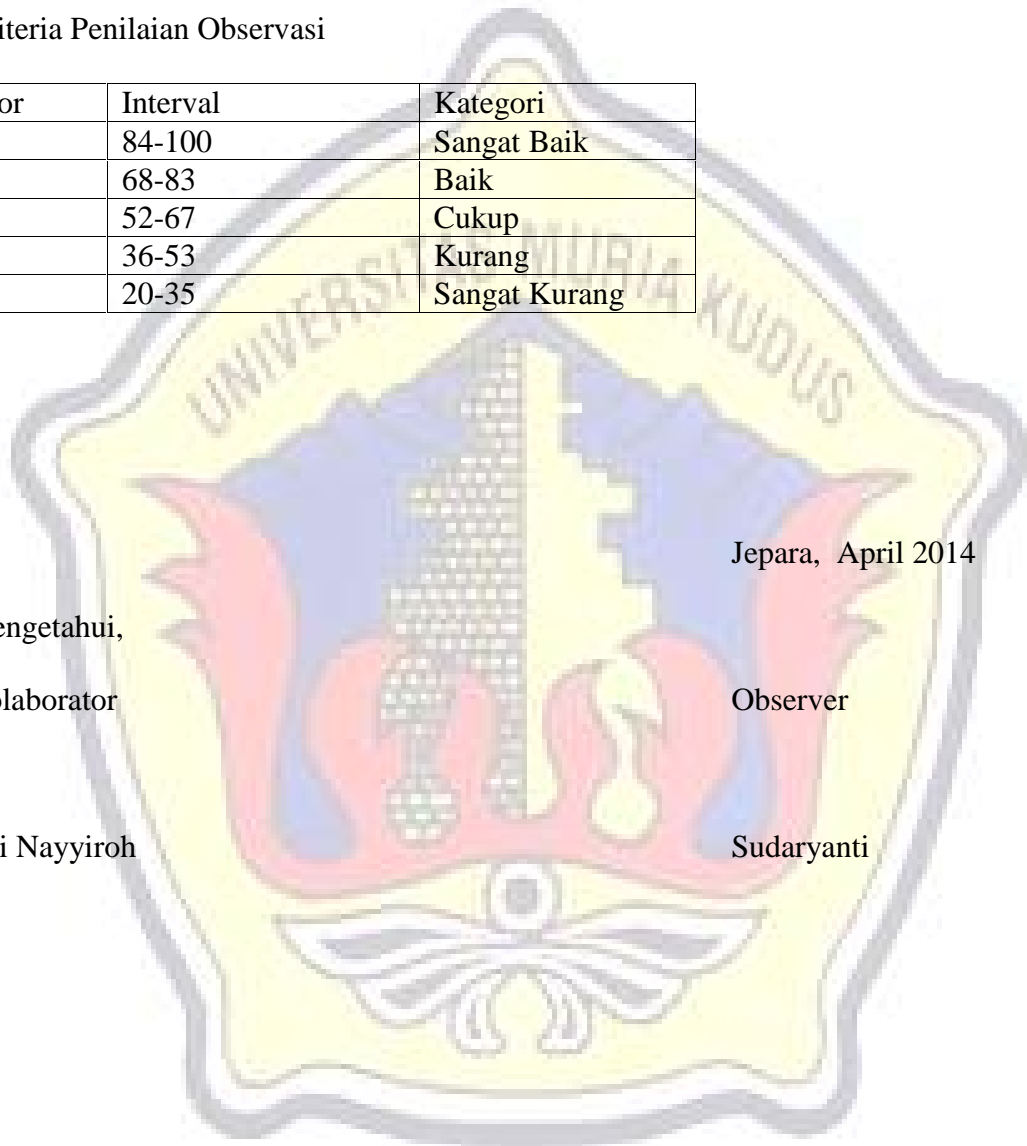 iteria Penilaian Observasi
or Interval Kategori
84-100 Sangat Baik
68-83 Baik
52-67 Cukup
36-53 Kurang
20-35 Sangat Kurang
UNIVERSITAS MURIA KUDUS
Jepara, April 2014
engetahui,
olaborator Observer
i Nayyiroh Sudaryanti